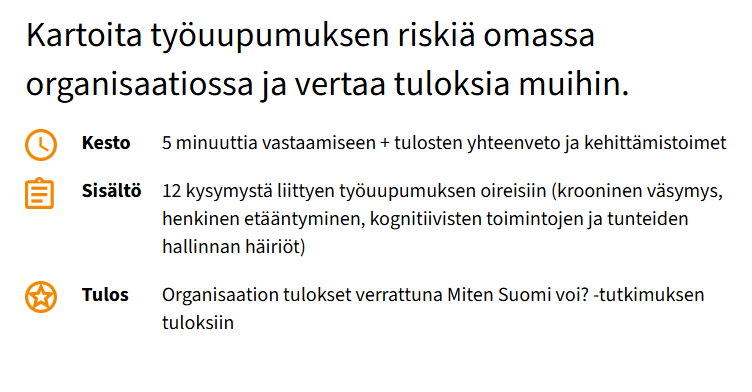 Kartoita työuupumuksen riskiä omassa
organisaatiossa ja vertaa tuloksia muihin.
Kesto 5 minuuttia vastaamiseen + tulosten yhteenveto ja kehittämistoimet
Sisältö 12 kysymystä liittyen työuupumuksen oireisiin (krooninen väsymys,
henkinen etääntyminen, kognitiivisten toimintojen ja tunteiden
hallinnan häiriöt)
Tulos Organisaation tulokset verrattuna Miten Suomi voi? -tutkimuksen
tuloksiin